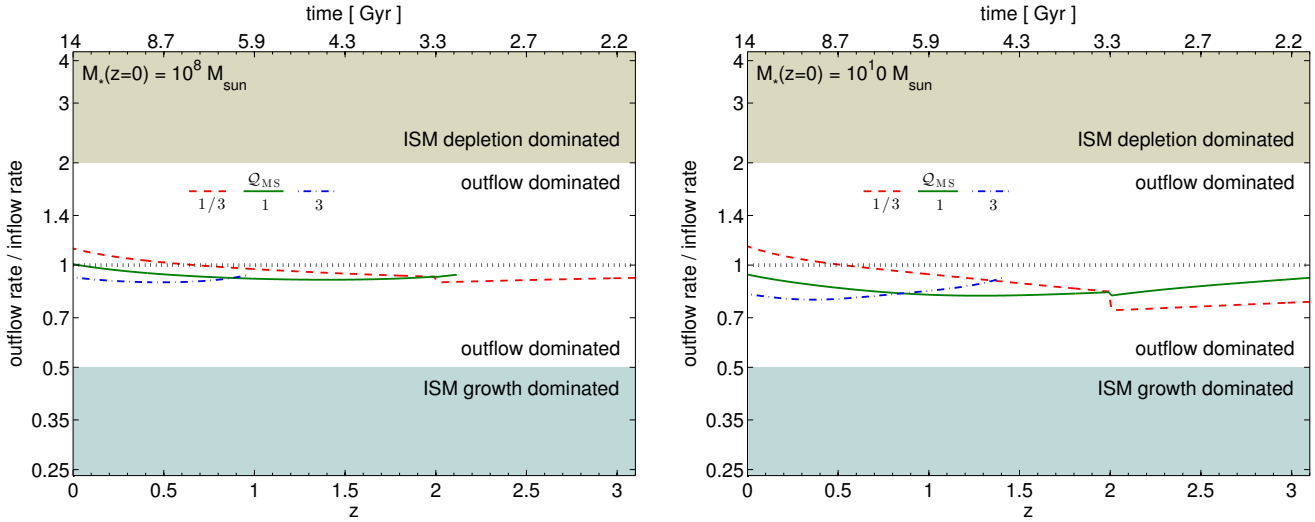 time [ Gyr ]
14 8.7 5.9 4.3 3.3 2.7 2.2
M*(z=0) = 10^8 M_sun
ISM depletion dominated
outflow dominated
Q_MS
1/3 1 3
outflow dominated
ISM growth dominated
4
3
2
1.4
1
0.7
0.5
0.35
0.25
outflow rate / inflow rate
0 0.5 1 1.5 2 2.5 3
z
time [ Gyr ]
14 8.7 5.9 4.3 3.3 2.7 2.2
M*(z=0) = 10^10 M_sun
ISM depletion dominated
outflow dominated
Q_MS
1/3 1 3
outflow dominated
ISM growth dominated
4
3
2
1.4
1
0.7
0.5
0.35
0.25
outflow rate / inflow rate
0 0.5 1 1.5 2 2.5 3
z